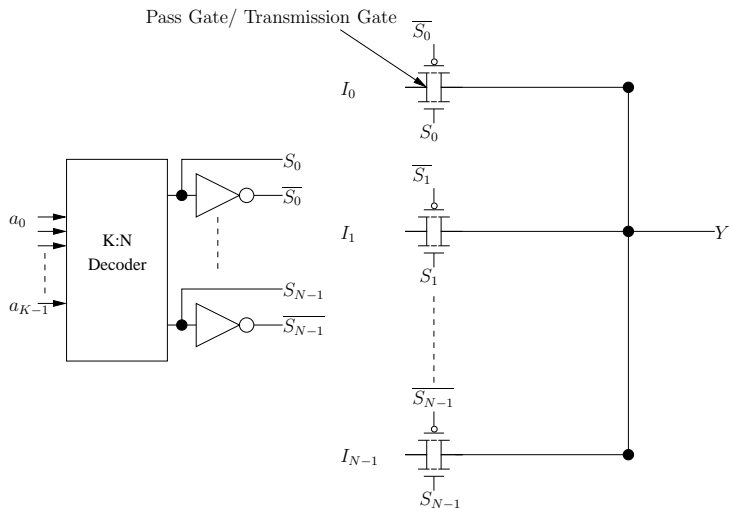 Pass Gate/ Transmission Gate
$\overline{S_0}$
$I_0$
$S_0$
$S_0$
$\overline{S_0}$
$a_0$
K:N
Decoder
$a_{K-1}$
$S_{N-1}$
$\overline{S_{N-1}}$
$\overline{S_1}$
$I_1$
$S_1$
$Y$
$\overline{S_{N-1}}$
$I_{N-1}$
$S_{N-1}$